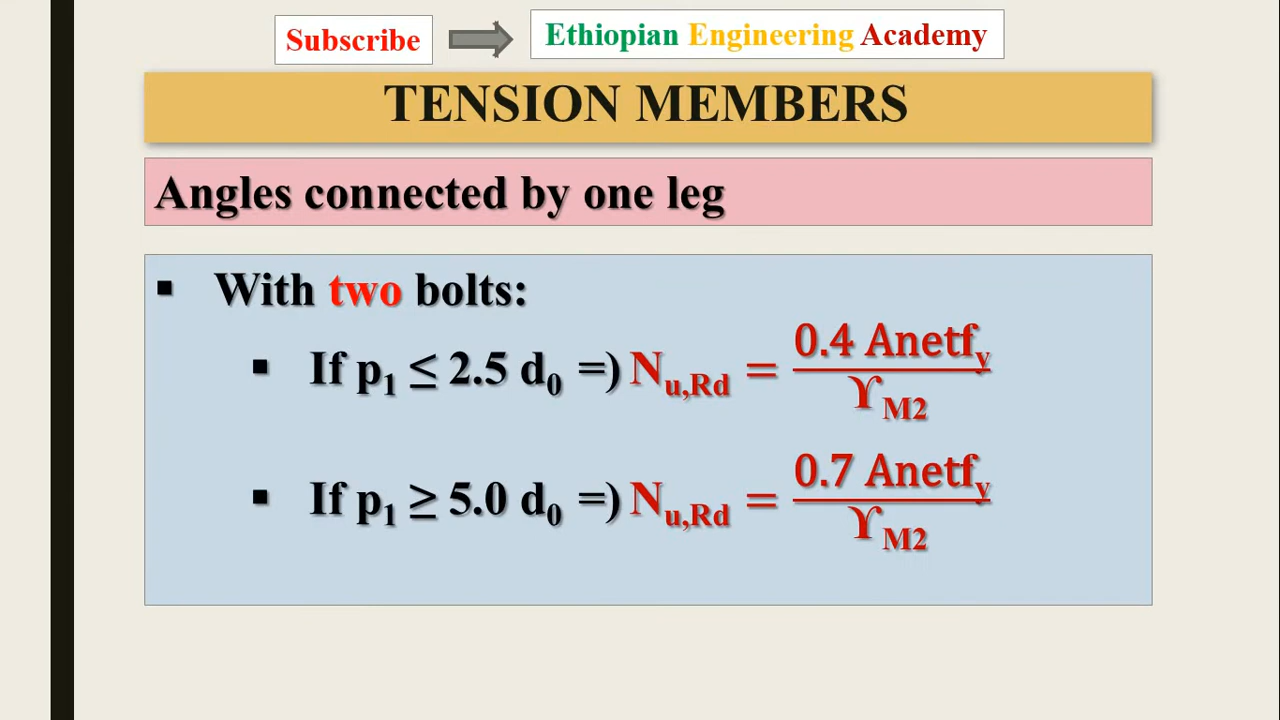 Subscribe
Ethiopian Engineering Academy
TENSION MEMBERS
Angles connected by one leg
▪ With two bolts:
▪ If p₁ ≤ 2.5 d₀ =) Nu,Rd = 0.4 Anetfy / ϒM2
▪ If p₁ ≥ 5.0 d₀ =) Nu,Rd = 0.7 Anetfy / ϒM2